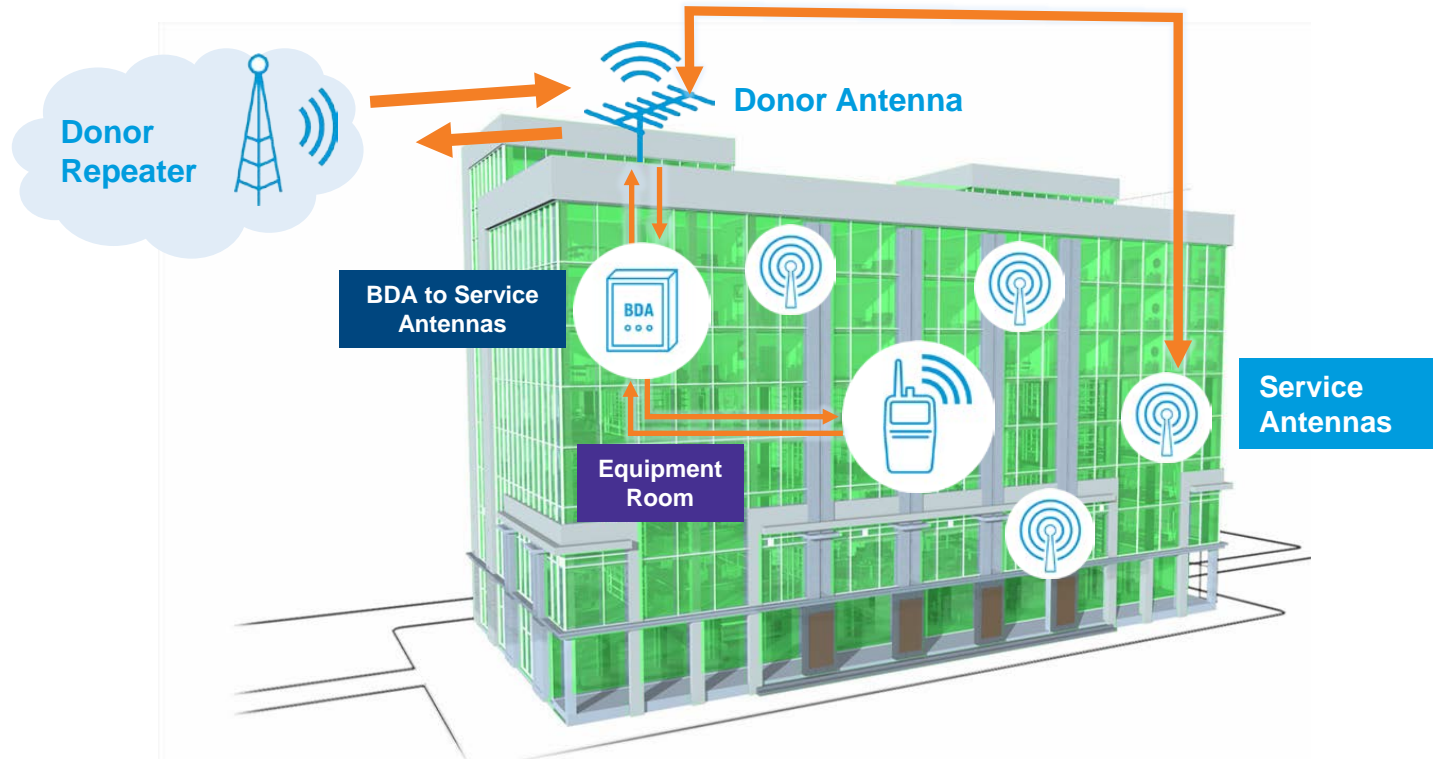 Donor
Repeater
Donor Antenna
BDA to Service
Antennas
BDA
Service
Antennas
Equipment
Room